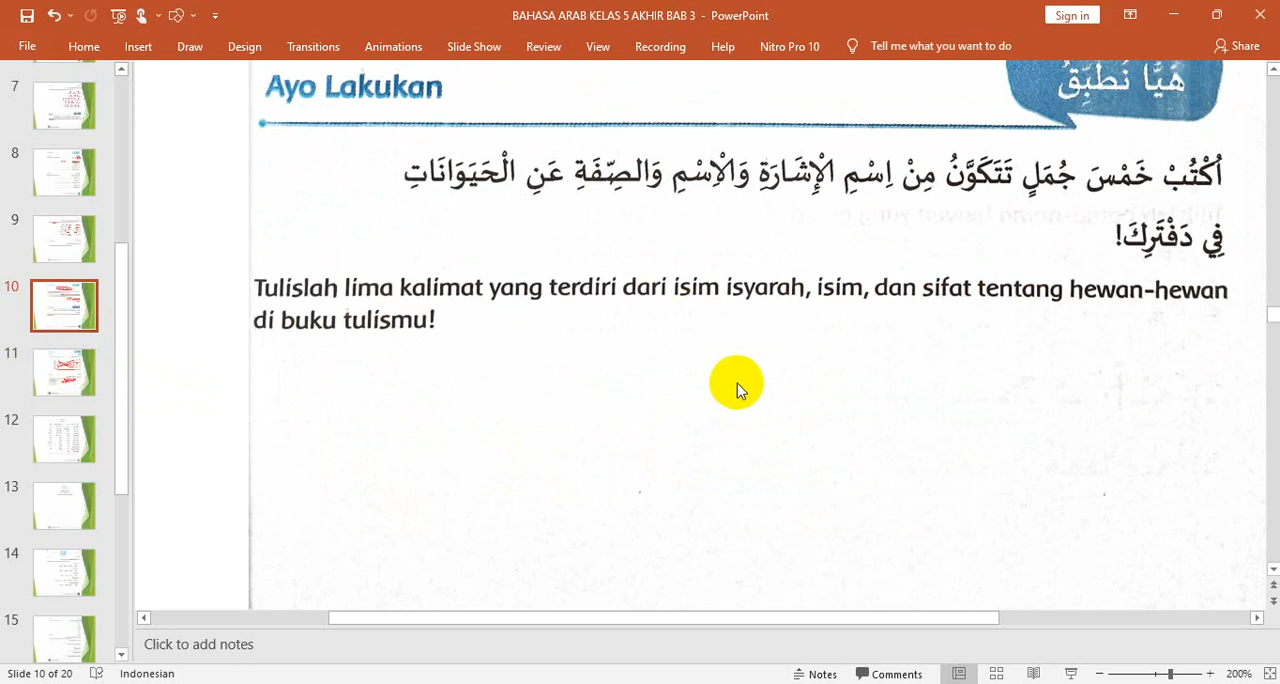 BAHASA ARAB KELAS 5 AKHIR BAB 3 - PowerPoint
Sign in
File Home Insert Draw Design Transitions Animations Slide Show Review View Recording Help Nitro Pro 10 Tell me what you want to do Share
7
8
9
10
11
12
13
14
15
Ayo Lakukan
هَيَّا نُطَبِّقُ
اُكْتُبْ خَمْسَ جُمَلٍ تَتَكَوَّنُ مِنْ اِسْمِ الْإِشَارَةِ وَالْاِسْمِ وَالصِّفَةِ عَنِ الْحَيَوَانَاتِ
فِي دَفْتَرِكَ!
Tulislah lima kalimat yang terdiri dari isim isyarah, isim, dan sifat tentang hewan-hewan
di buku tulismu!
Click to add notes
Slide 10 of 20 Indonesian Notes Comments 200%